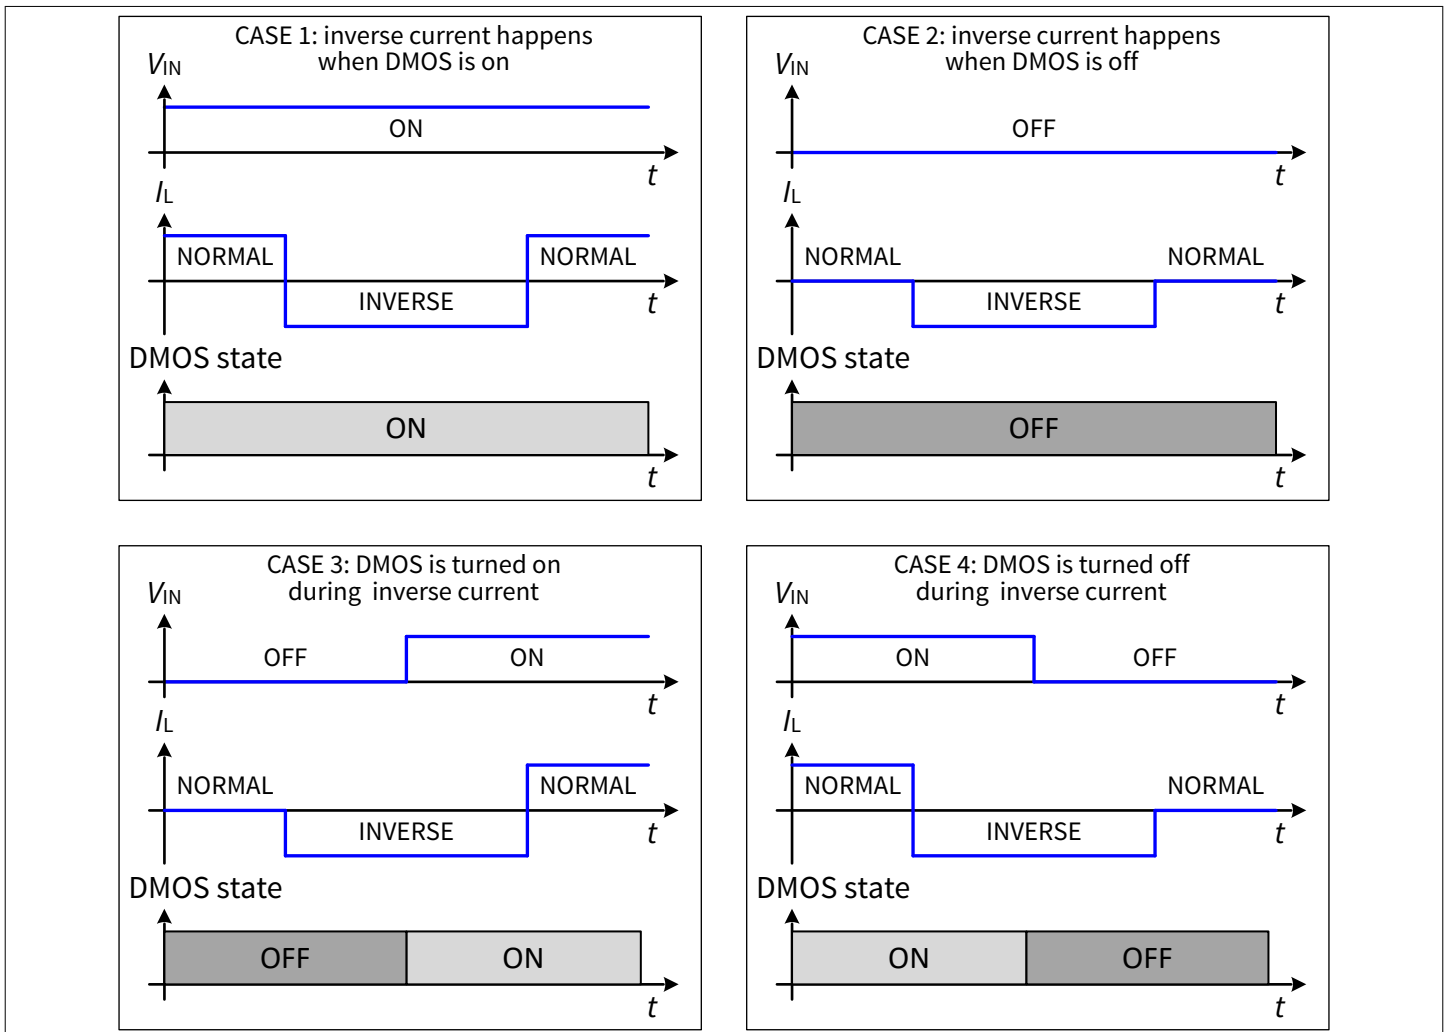 CASE 1: inverse current happens
when DMOS is on
VIN
ON
t
IL
NORMAL
NORMAL
INVERSE
t
DMOS state
ON
t
CASE 2: inverse current happens
when DMOS is off
VIN
OFF
t
IL
NORMAL
NORMAL
INVERSE
t
DMOS state
OFF
t
CASE 3: DMOS is turned on
during inverse current
VIN
OFF
ON
t
IL
NORMAL
NORMAL
INVERSE
t
DMOS state
OFF
ON
t
CASE 4: DMOS is turned off
during inverse current
VIN
ON
OFF
t
IL
NORMAL
NORMAL
INVERSE
t
DMOS state
ON
OFF
t